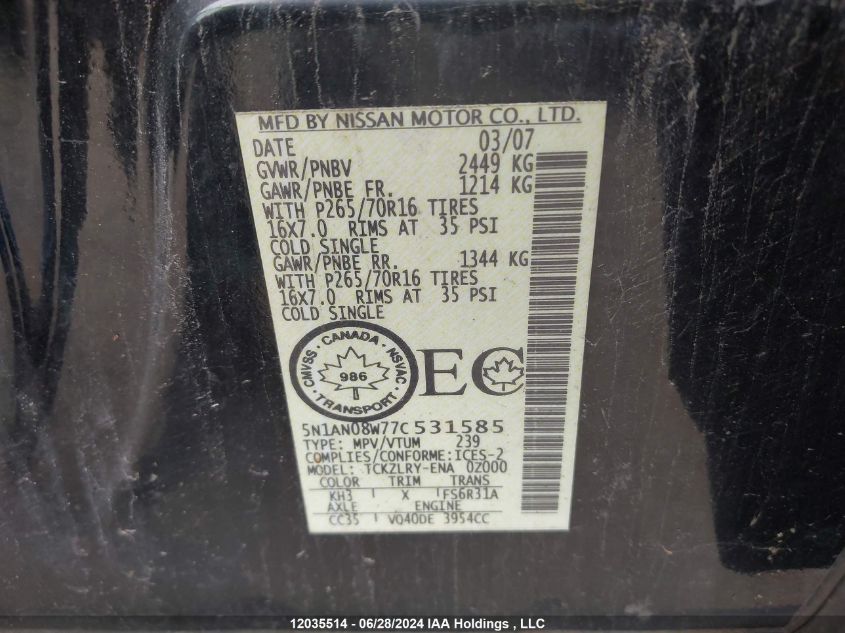 MFD BY NISSAN MOTOR CO., LTD.
DATE 03/07
GVWR/PNBV 2449 KG
GAWR/PNBE FR. 1214 KG
WITH P265/70R16 TIRES
16X7.0 RIMS AT 35 PSI
COLD SINGLE
GAWR/PNBE RR. 1344 KG
WITH P265/70R16 TIRES
16X7.0 RIMS AT 35 PSI
COLD SINGLE
CMVSS · CANADA · NSVAC
986
· TRANSPORT ·
EC
5N1AN08W77C531585
TYPE: MPV/VTUM 239
COMPLIES/CONFORME:ICES-2
MODEL: TCKZLRY-ENA 0Z000
COLOR TRIM TRANS
KH3 X FS6R31A
AXLE ENGINE
CC35 VQ40DE 3954CC
12035514 - 06/28/2024 IAA Holdings , LLC